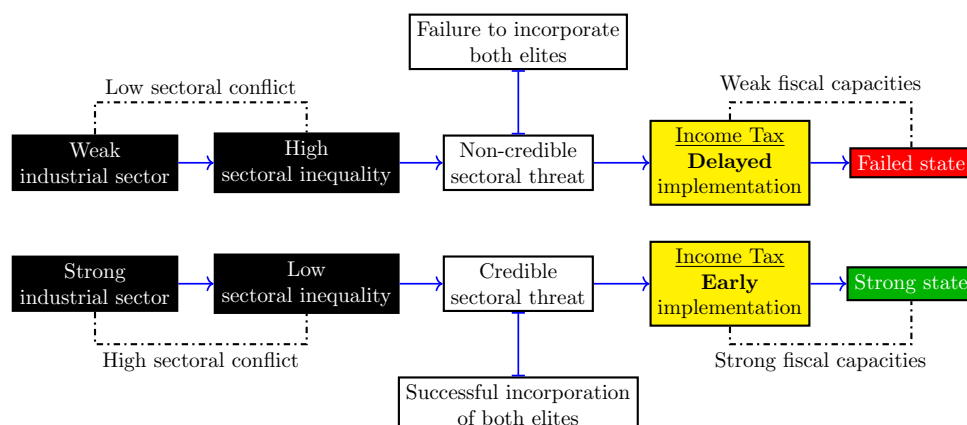 Failure to incorporate
both elites
Low sectoral conflict
Weak fiscal capacities
Weak
industrial sector
High
sectoral inequality
Non-credible
sectoral threat
Income Tax
Delayed
implementation
Failed state
Strong
industrial sector
Low
sectoral inequality
Credible
sectoral threat
Income Tax
Early
implementation
Strong state
High sectoral conflict
Strong fiscal capacities
Successful incorporation
of both elites